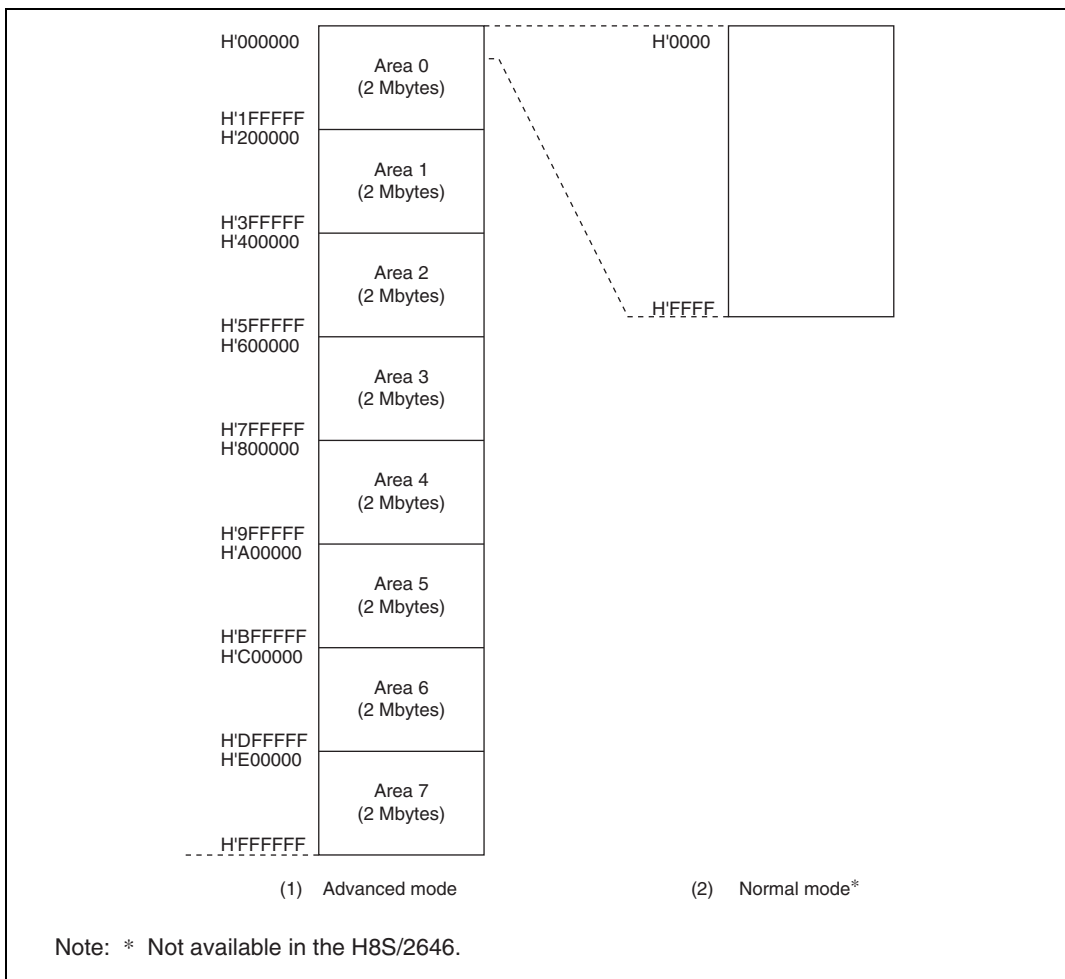 H'000000
Area 0
(2 Mbytes)
H'1FFFFF
H'200000
Area 1
(2 Mbytes)
H'3FFFFF
H'400000
Area 2
(2 Mbytes)
H'5FFFFF
H'600000
Area 3
(2 Mbytes)
H'7FFFFF
H'800000
Area 4
(2 Mbytes)
H'9FFFFF
H'A00000
Area 5
(2 Mbytes)
H'BFFFFF
H'C00000
Area 6
(2 Mbytes)
H'DFFFFF
H'E00000
Area 7
(2 Mbytes)
H'FFFFFF
(1) Advanced mode
H'0000
H'FFFF
(2) Normal mode*
Note: * Not available in the H8S/2646.